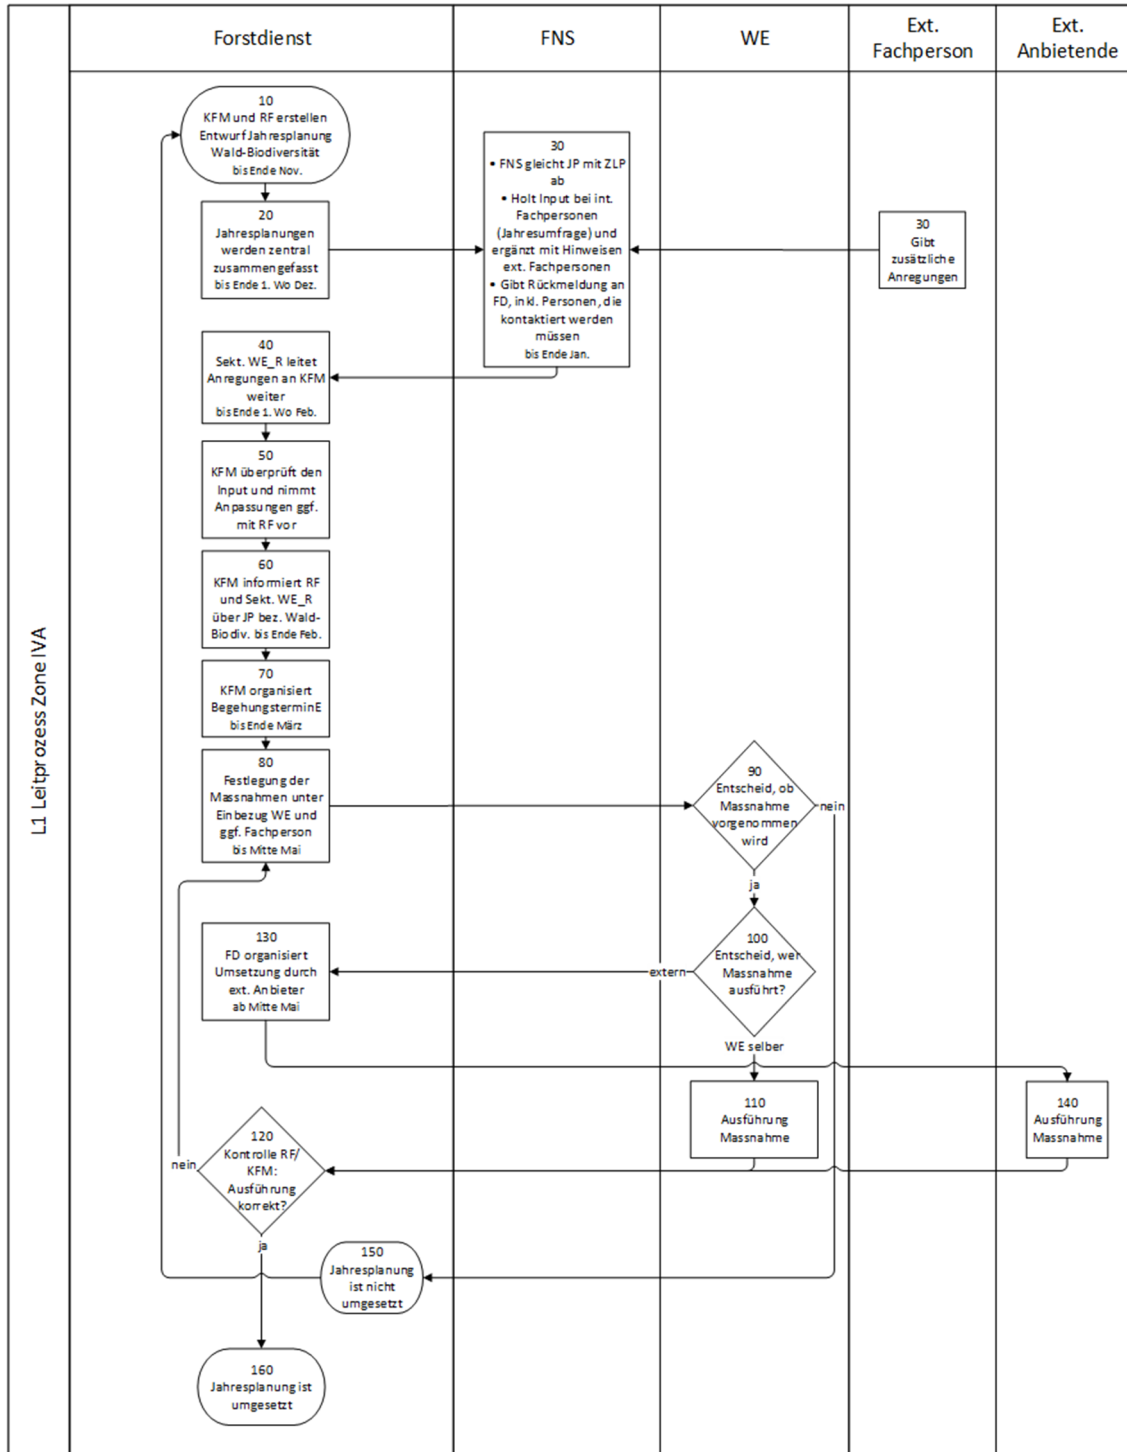 L1 Leitprozess Zone IVA
Forstdienst
FNS
WE
Ext.
Fachperson
Ext.
Anbietende
10
KFM und RF erstellen
Entwurf Jahresplanung
Wald-Biodiversität
bis Ende Nov.
20
Jahresplanungen
werden zentral
zusammengefasst
bis Ende 1. Wo Dez.
30
• FNS gleicht JP mit ZLP
ab
• Holt Input bei int.
Fachpersonen
(Jahresumfrage) und
ergänzt mit Hinweisen
ext. Fachpersonen
• Gibt Rückmeldung an
FD, inkl. Personen, die
kontaktiert werden
müssen
bis Ende Jan.
30
Gibt
zusätzliche
Anregungen
40
Sekt. WE_R leitet
Anregungen an KFM
weiter
bis Ende 1. Wo Feb.
50
KFM überprüft den
Input und nimmt
Anpassungen ggf.
mit RF vor
60
KFM informiert RF
und Sekt. WE_R
über JP bez. Wald-
Biodiv. bis Ende Feb.
70
KFM organisiert
BegehungsterminE
bis Ende März
80
Festlegung der
Massnahmen unter
Einbezug WE und
ggf. Fachperson
bis Mitte Mai
90
Entscheid, ob
Massnahme
vorgenommen
wird
nein
ja
100
Entscheid, wer
Massnahme
ausführt?
extern
WE selber
130
FD organisiert
Umsetzung durch
ext. Anbieter
ab Mitte Mai
110
Ausführung
Massnahme
140
Ausführung
Massnahme
120
Kontrolle RF/
KFM:
Ausführung
korrekt?
nein
ja
150
Jahresplanung
ist nicht
umgesetzt
160
Jahresplanung ist
umgesetzt